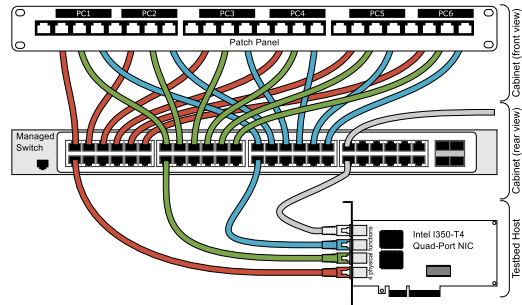 PC1 PC2 PC3 PC4 PC5 PC6
Patch Panel
Cabinet (front view)
Managed
Switch
Cabinet (rear view)
4 physical functions
Intel I350-T4
Quad-Port NIC
Testbed Host